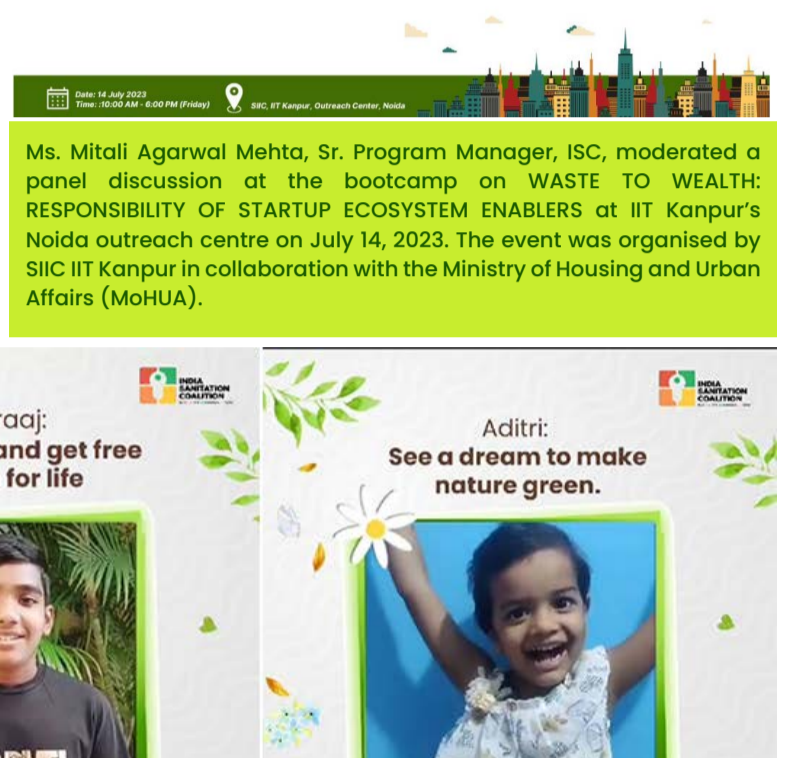 Date: 14 July 2023
Time: :10:00 AM - 6:00 PM (Friday)
SIIC, IIT Kanpur, Outreach Center, Noida
Ms. Mitali Agarwal Mehta, Sr. Program Manager, ISC, moderated a
panel discussion at the bootcamp on WASTE TO WEALTH:
RESPONSIBILITY OF STARTUP ECOSYSTEM ENABLERS at IIT Kanpur’s
Noida outreach centre on July 14, 2023. The event was organised by
SIIC IIT Kanpur in collaboration with the Ministry of Housing and Urban
Affairs (MoHUA).
INDIA
SANITATION
COALITION
raaj:
and get free
for life
INDIA
SANITATION
COALITION
Aditri:
See a dream to make
nature green.